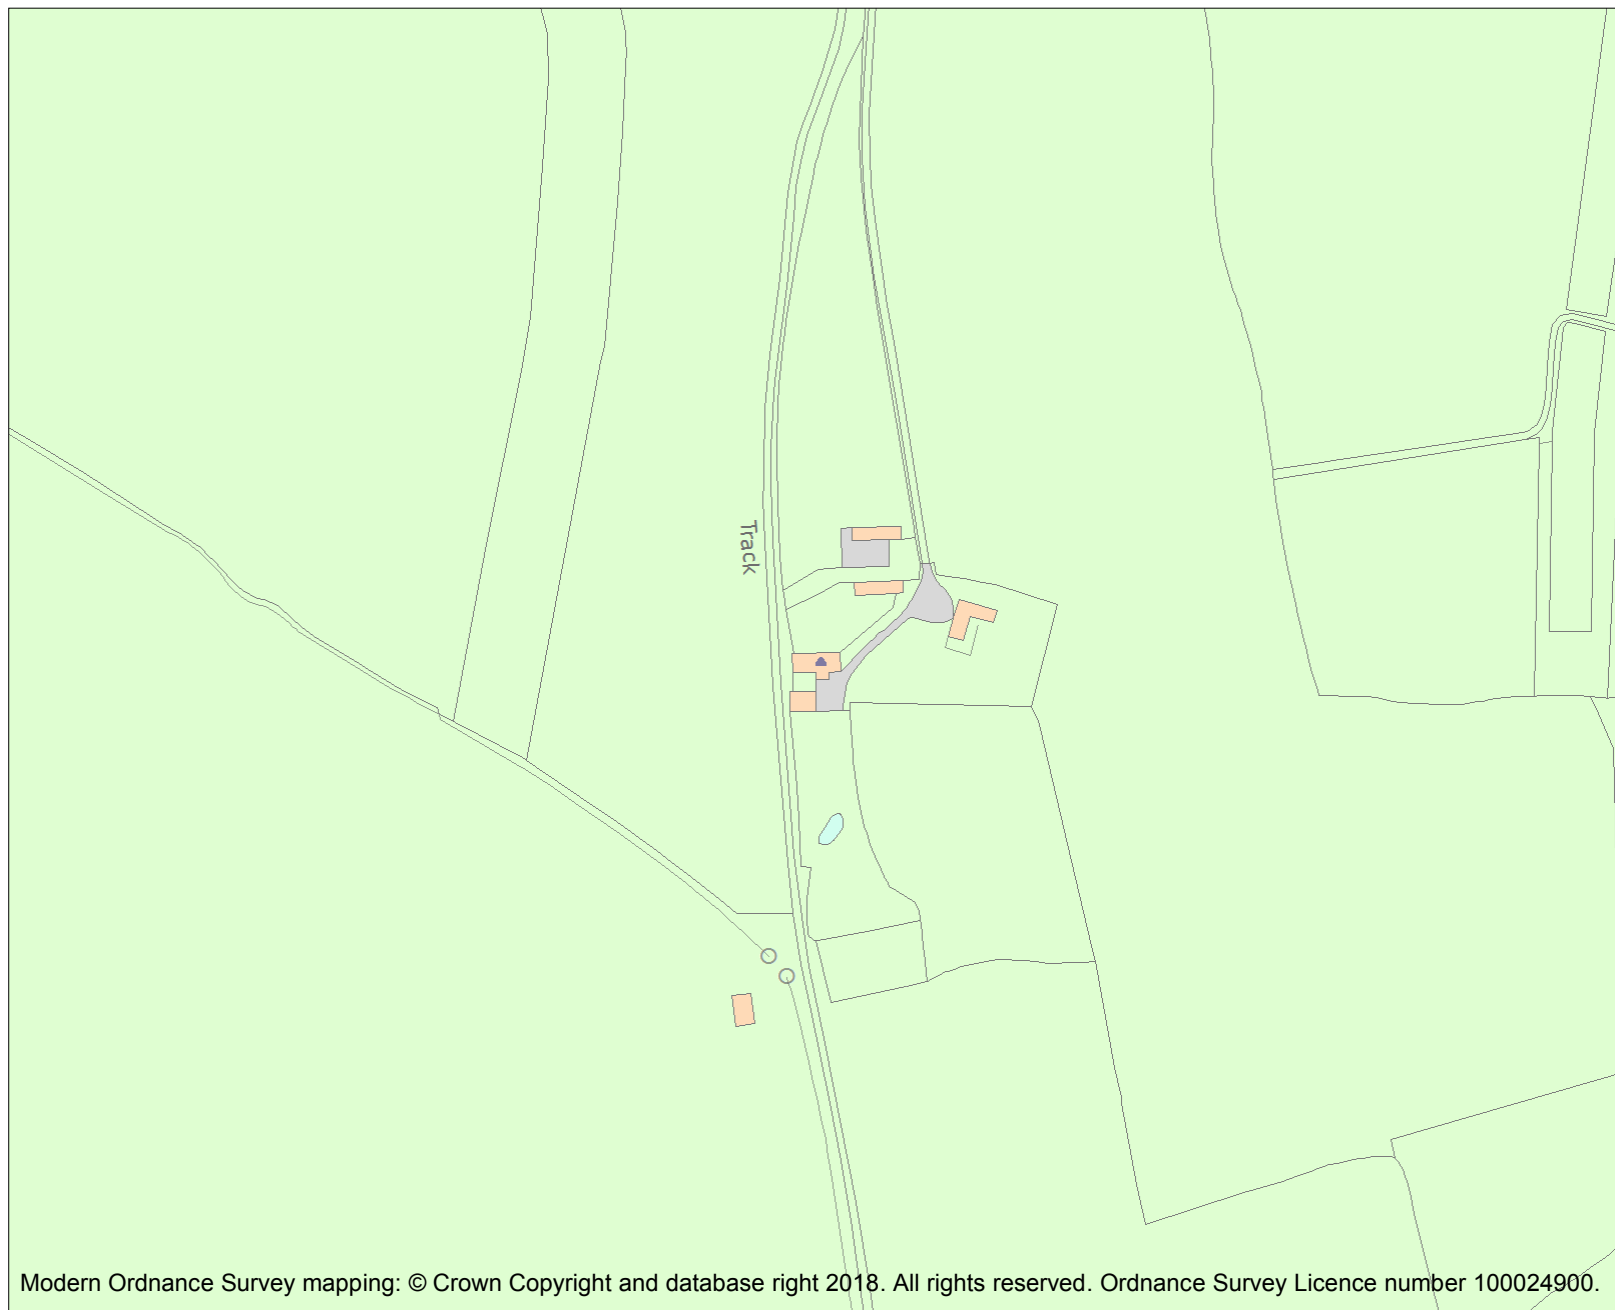 Track
Modern Ordnance Survey mapping: © Crown Copyright and database right 2018. All rights reserved. Ordnance Survey Licence number 100024900.